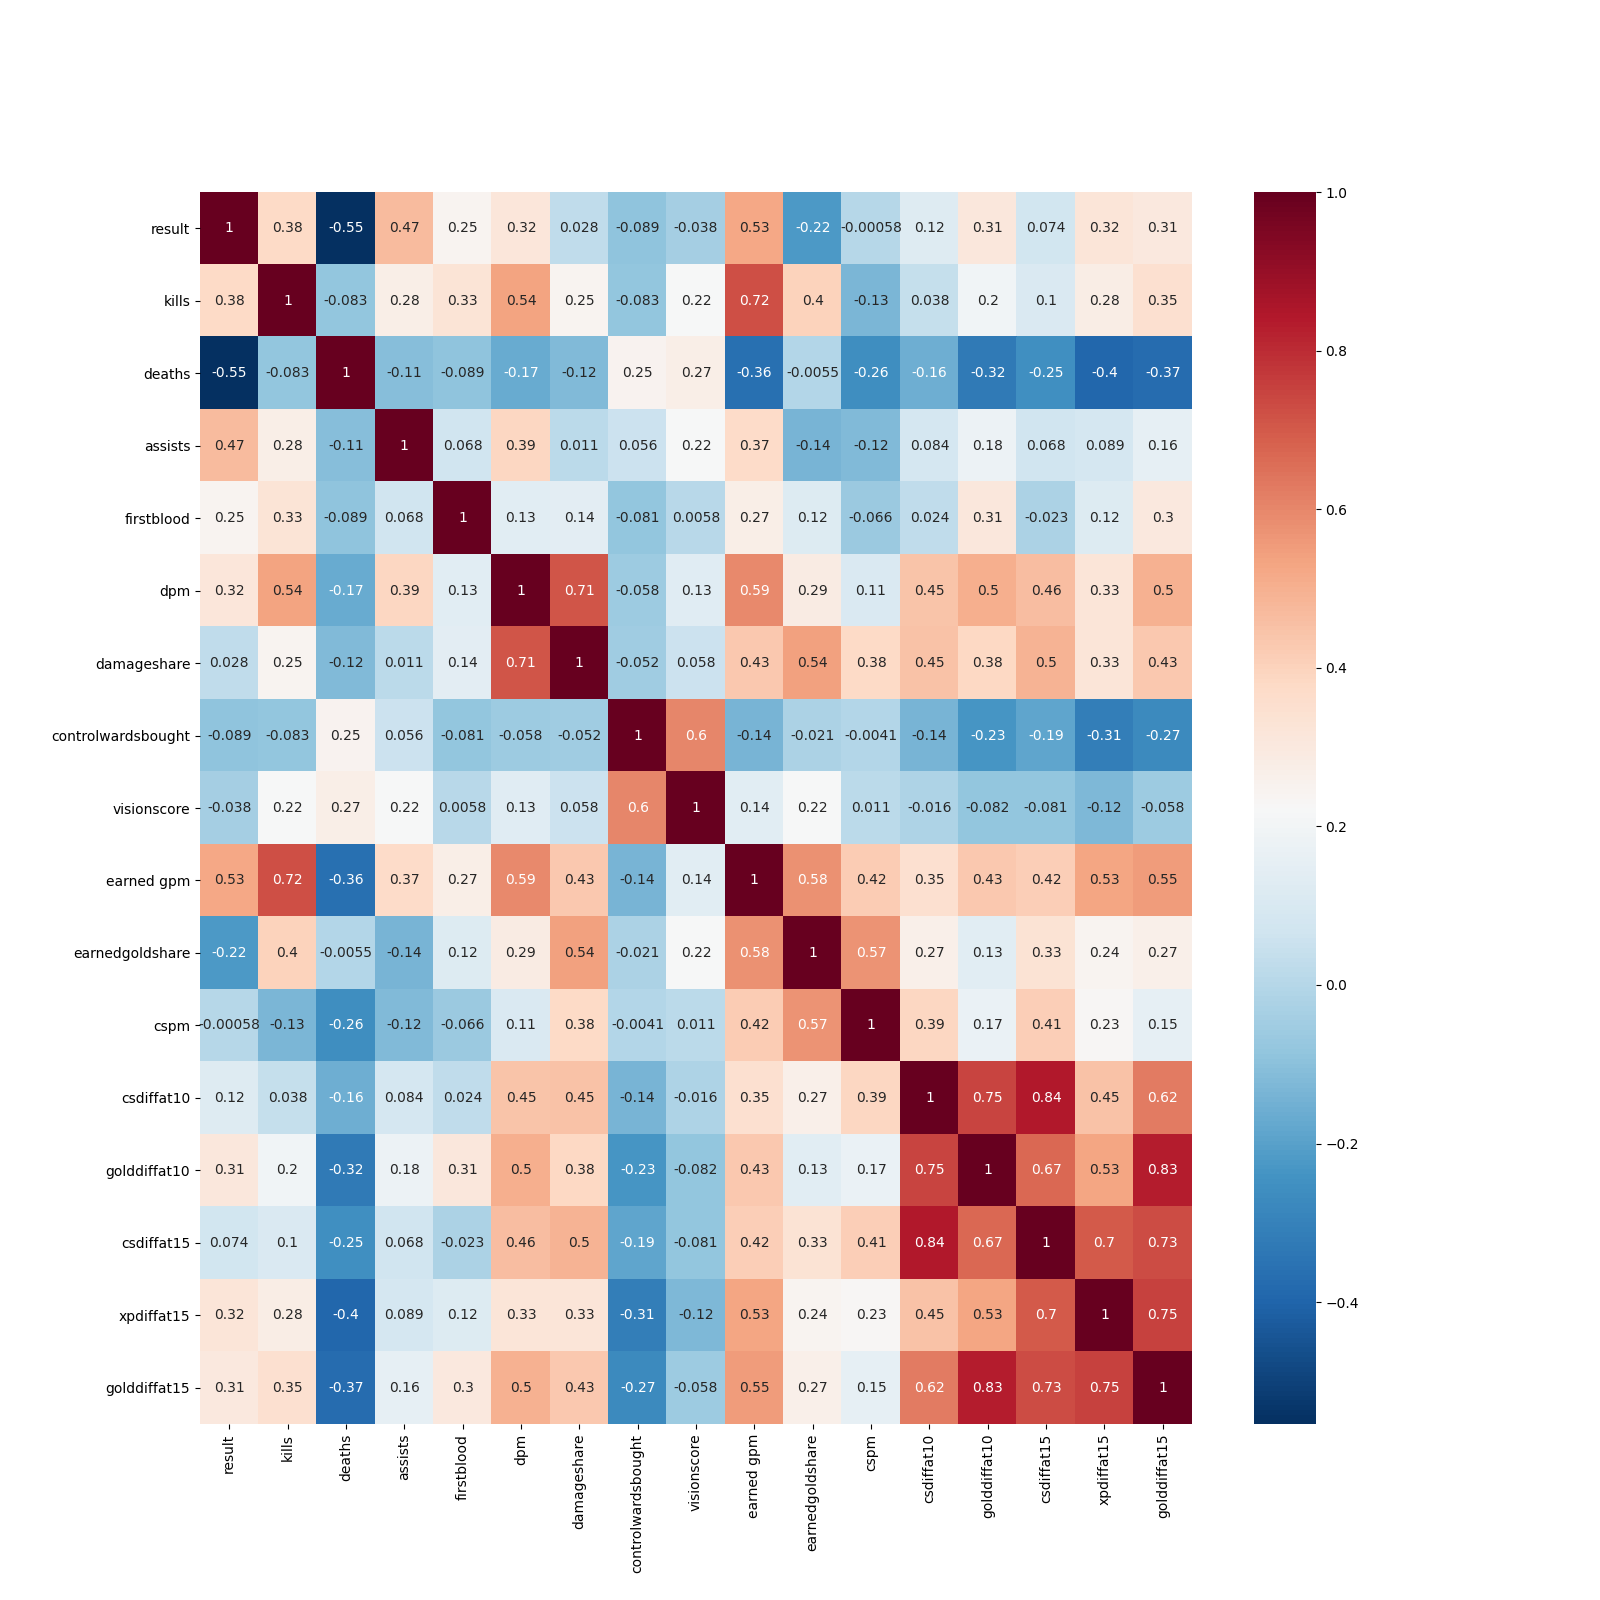 result 1 0.38 -0.55 0.47 0.25 0.32 0.028 -0.089 -0.038 0.53 -0.22 -0.00058 0.12 0.31 0.074 0.32 0.31
kills 0.38 1 -0.083 0.28 0.33 0.54 0.25 -0.083 0.22 0.72 0.4 -0.13 0.038 0.2 0.1 0.28 0.35
deaths -0.55 -0.083 1 -0.11 -0.089 -0.17 -0.12 0.25 0.27 -0.36 -0.0055 -0.26 -0.16 -0.32 -0.25 -0.4 -0.37
assists 0.47 0.28 -0.11 1 0.068 0.39 0.011 0.056 0.22 0.37 -0.14 -0.12 0.084 0.18 0.068 0.089 0.16
firstblood 0.25 0.33 -0.089 0.068 1 0.13 0.14 -0.081 0.0058 0.27 0.12 -0.066 0.024 0.31 -0.023 0.12 0.3
dpm 0.32 0.54 -0.17 0.39 0.13 1 0.71 -0.058 0.13 0.59 0.29 0.11 0.45 0.5 0.46 0.33 0.5
damageshare 0.028 0.25 -0.12 0.011 0.14 0.71 1 -0.052 0.058 0.43 0.54 0.38 0.45 0.38 0.5 0.33 0.43
controlwardsbought -0.089 -0.083 0.25 0.056 -0.081 -0.058 -0.052 1 0.6 -0.14 -0.021 -0.0041 -0.14 -0.23 -0.19 -0.31 -0.27
visionscore -0.038 0.22 0.27 0.22 0.0058 0.13 0.058 0.6 1 0.14 0.22 0.011 -0.016 -0.082 -0.081 -0.12 -0.058
earned gpm 0.53 0.72 -0.36 0.37 0.27 0.59 0.43 -0.14 0.14 1 0.58 0.42 0.35 0.43 0.42 0.53 0.55
earnedgoldshare -0.22 0.4 -0.0055 -0.14 0.12 0.29 0.54 -0.021 0.22 0.58 1 0.57 0.27 0.13 0.33 0.24 0.27
cspm -0.00058 -0.13 -0.26 -0.12 -0.066 0.11 0.38 -0.0041 0.011 0.42 0.57 1 0.39 0.17 0.41 0.23 0.15
csdiffat10 0.12 0.038 -0.16 0.084 0.024 0.45 0.45 -0.14 -0.016 0.35 0.27 0.39 1 0.75 0.84 0.45 0.62
golddiffat10 0.31 0.2 -0.32 0.18 0.31 0.5 0.38 -0.23 -0.082 0.43 0.13 0.17 0.75 1 0.67 0.53 0.83
csdiffat15 0.074 0.1 -0.25 0.068 -0.023 0.46 0.5 -0.19 -0.081 0.42 0.33 0.41 0.84 0.67 1 0.7 0.73
xpdiffat15 0.32 0.28 -0.4 0.089 0.12 0.33 0.33 -0.31 -0.12 0.53 0.24 0.23 0.45 0.53 0.7 1 0.75
golddiffat15 0.31 0.35 -0.37 0.16 0.3 0.5 0.43 -0.27 -0.058 0.55 0.27 0.15 0.62 0.83 0.73 0.75 1
result kills deaths assists firstblood dpm damageshare controlwardsbought visionscore earned gpm earnedgoldshare cspm csdiffat10 golddiffat10 csdiffat15 xpdiffat15 golddiffat15
1.0
0.8
0.6
0.4
0.2
0.0
−0.2
−0.4